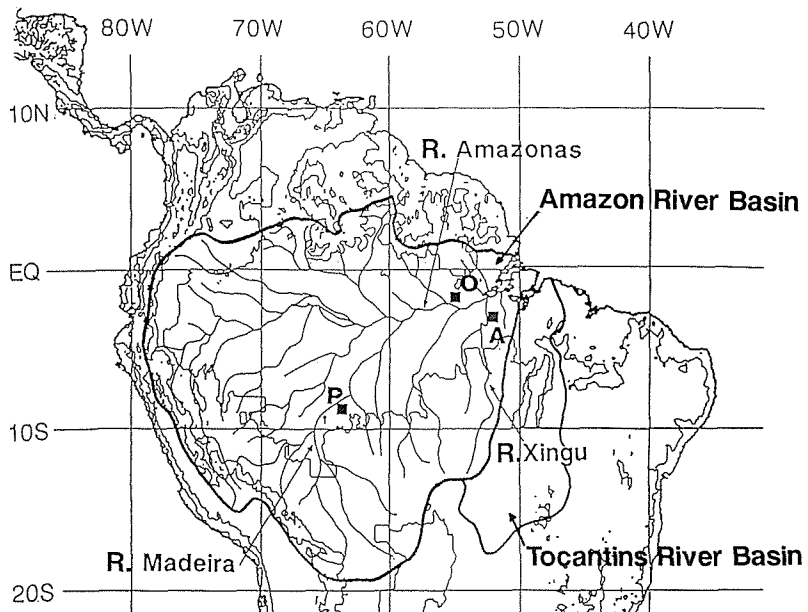 80W 70W 60W 50W 40W
10N
R. Amazonas
Amazon River Basin
EQ
O
A
P
10S
R.Xingu
R. Madeira
Tocantins River Basin
20S